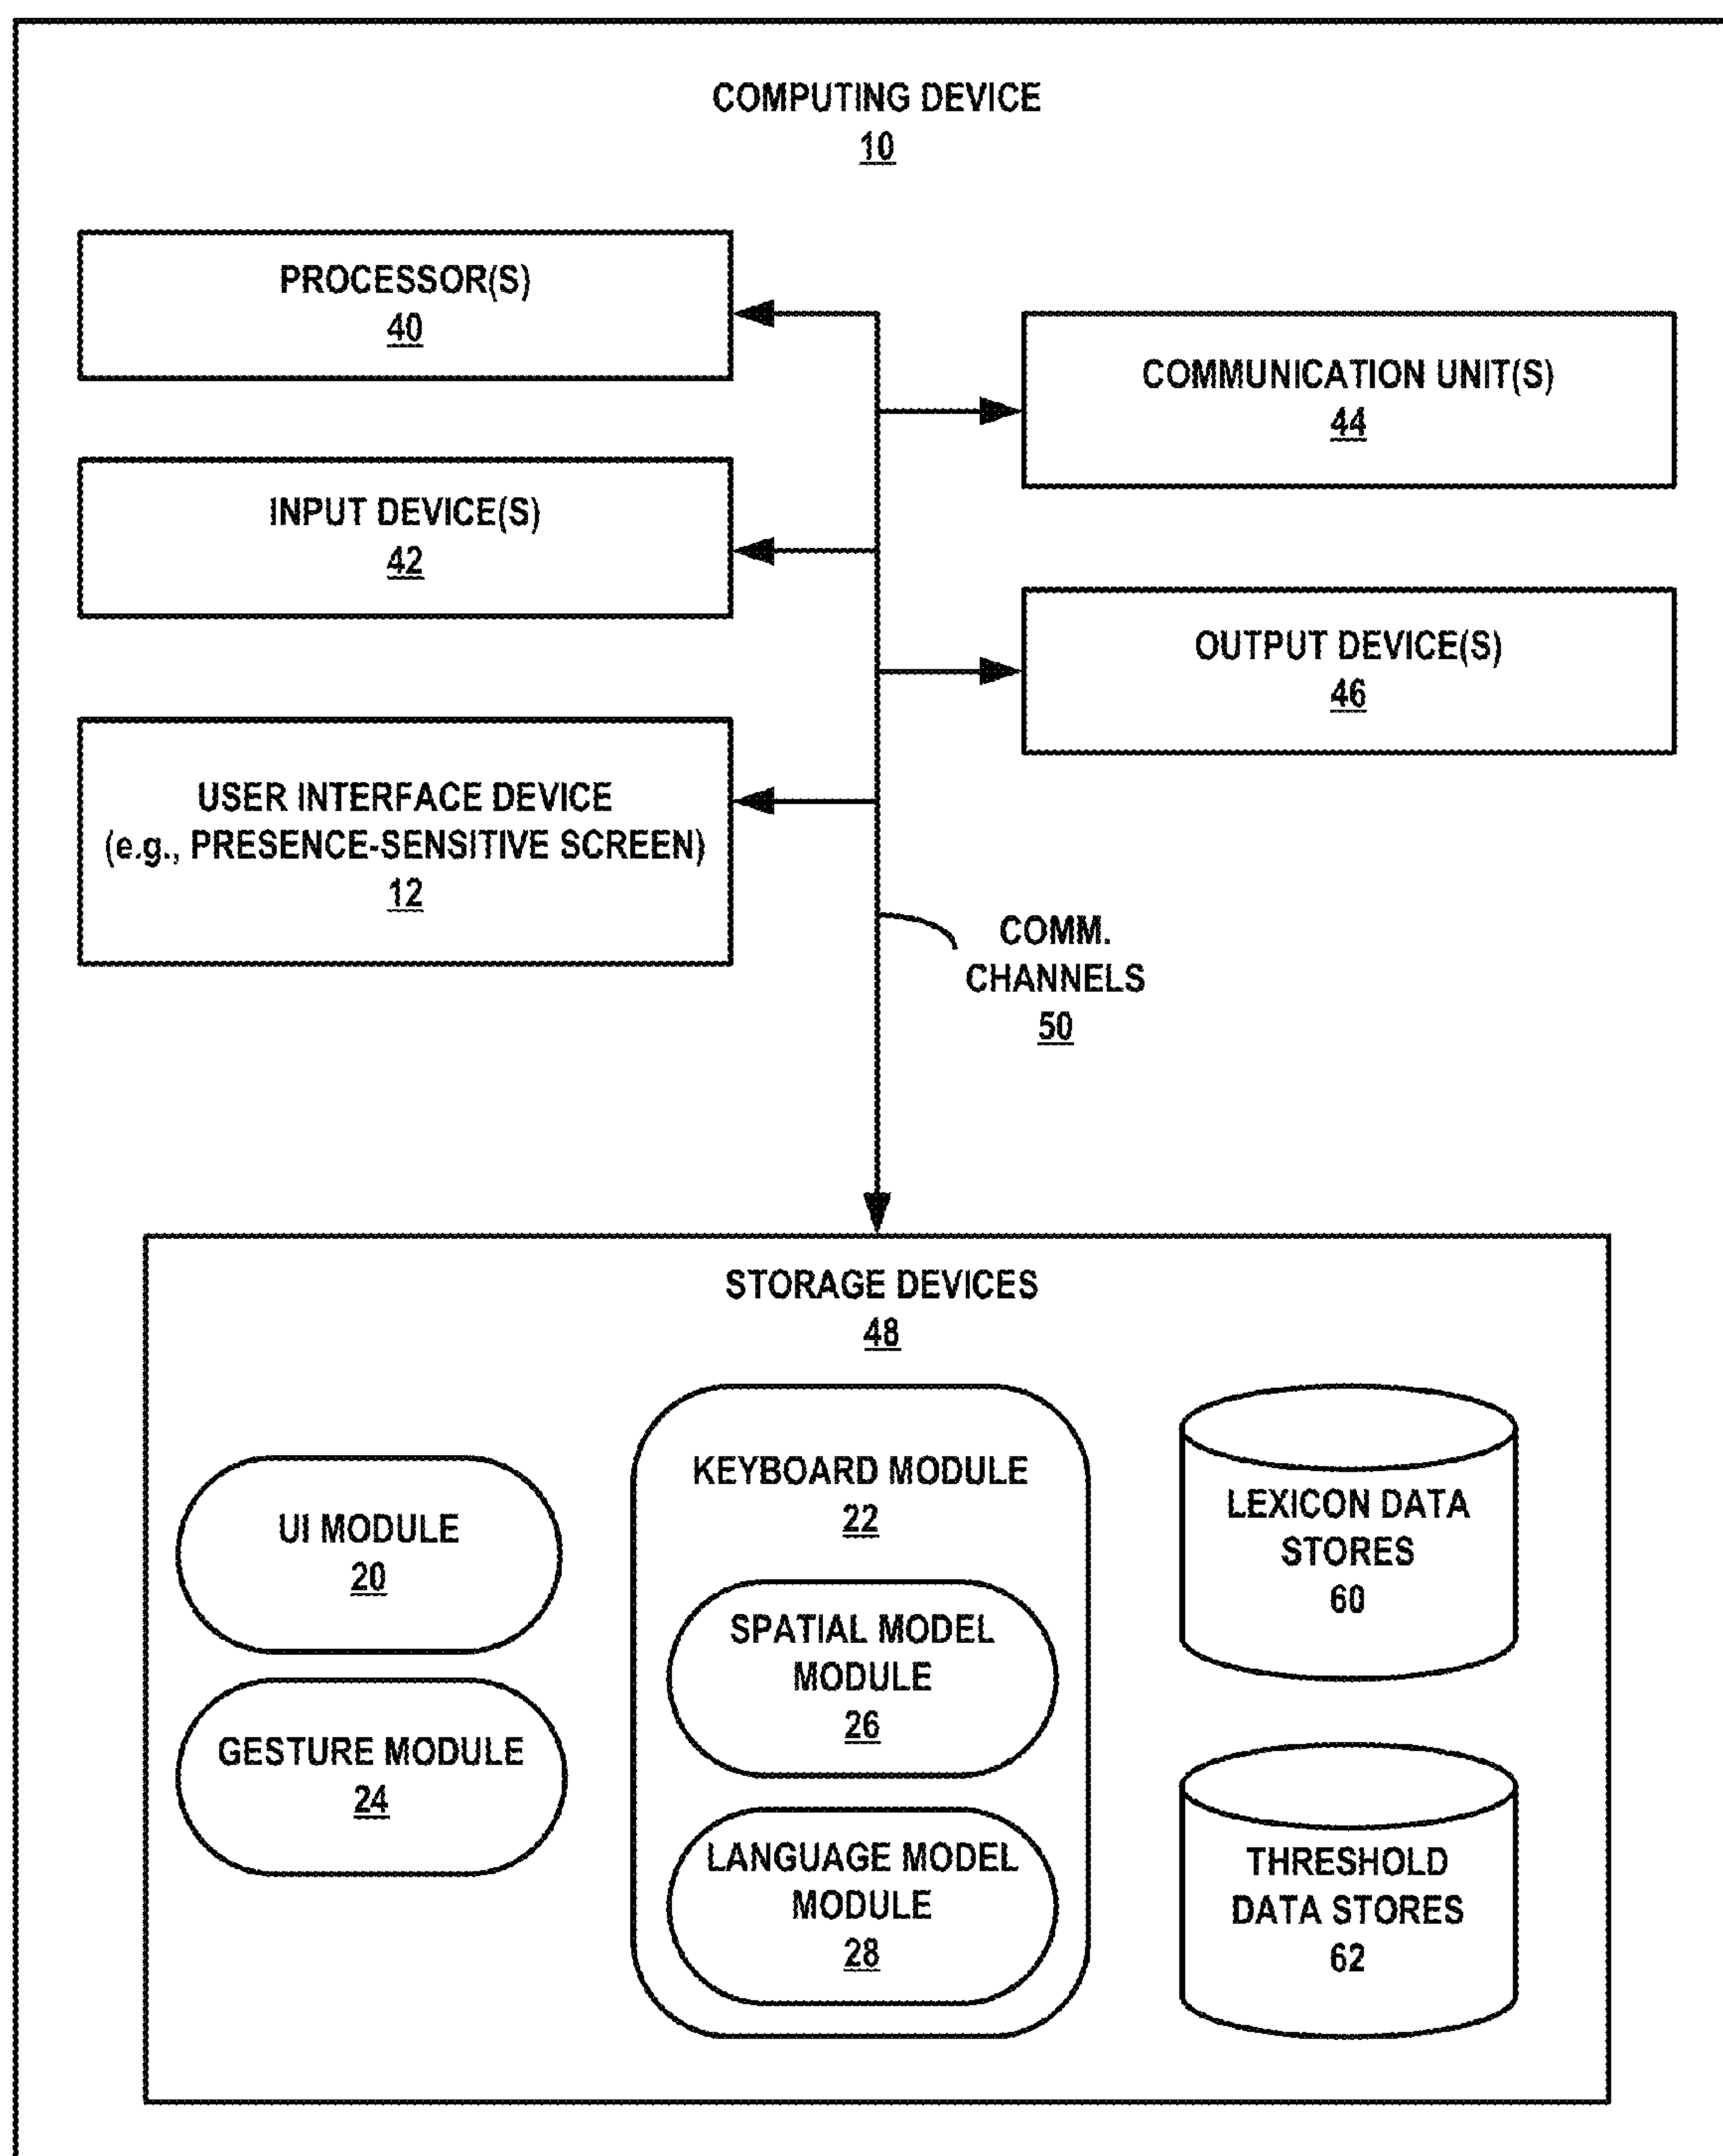 COMPUTING DEVICE
10
PROCESSOR(S)
40
COMMUNICATION UNIT(S)
44
INPUT DEVICE(S)
42
OUTPUT DEVICE(S)
46
USER INTERFACE DEVICE
(e.g., PRESENCE-SENSITIVE SCREEN)
12
COMM.
CHANNELS
50
STORAGE DEVICES
48
UI MODULE
20
GESTURE MODULE
24
KEYBOARD MODULE
22
SPATIAL MODEL
MODULE
26
LANGUAGE MODEL
MODULE
28
LEXICON DATA
STORES
60
THRESHOLD
DATA STORES
62